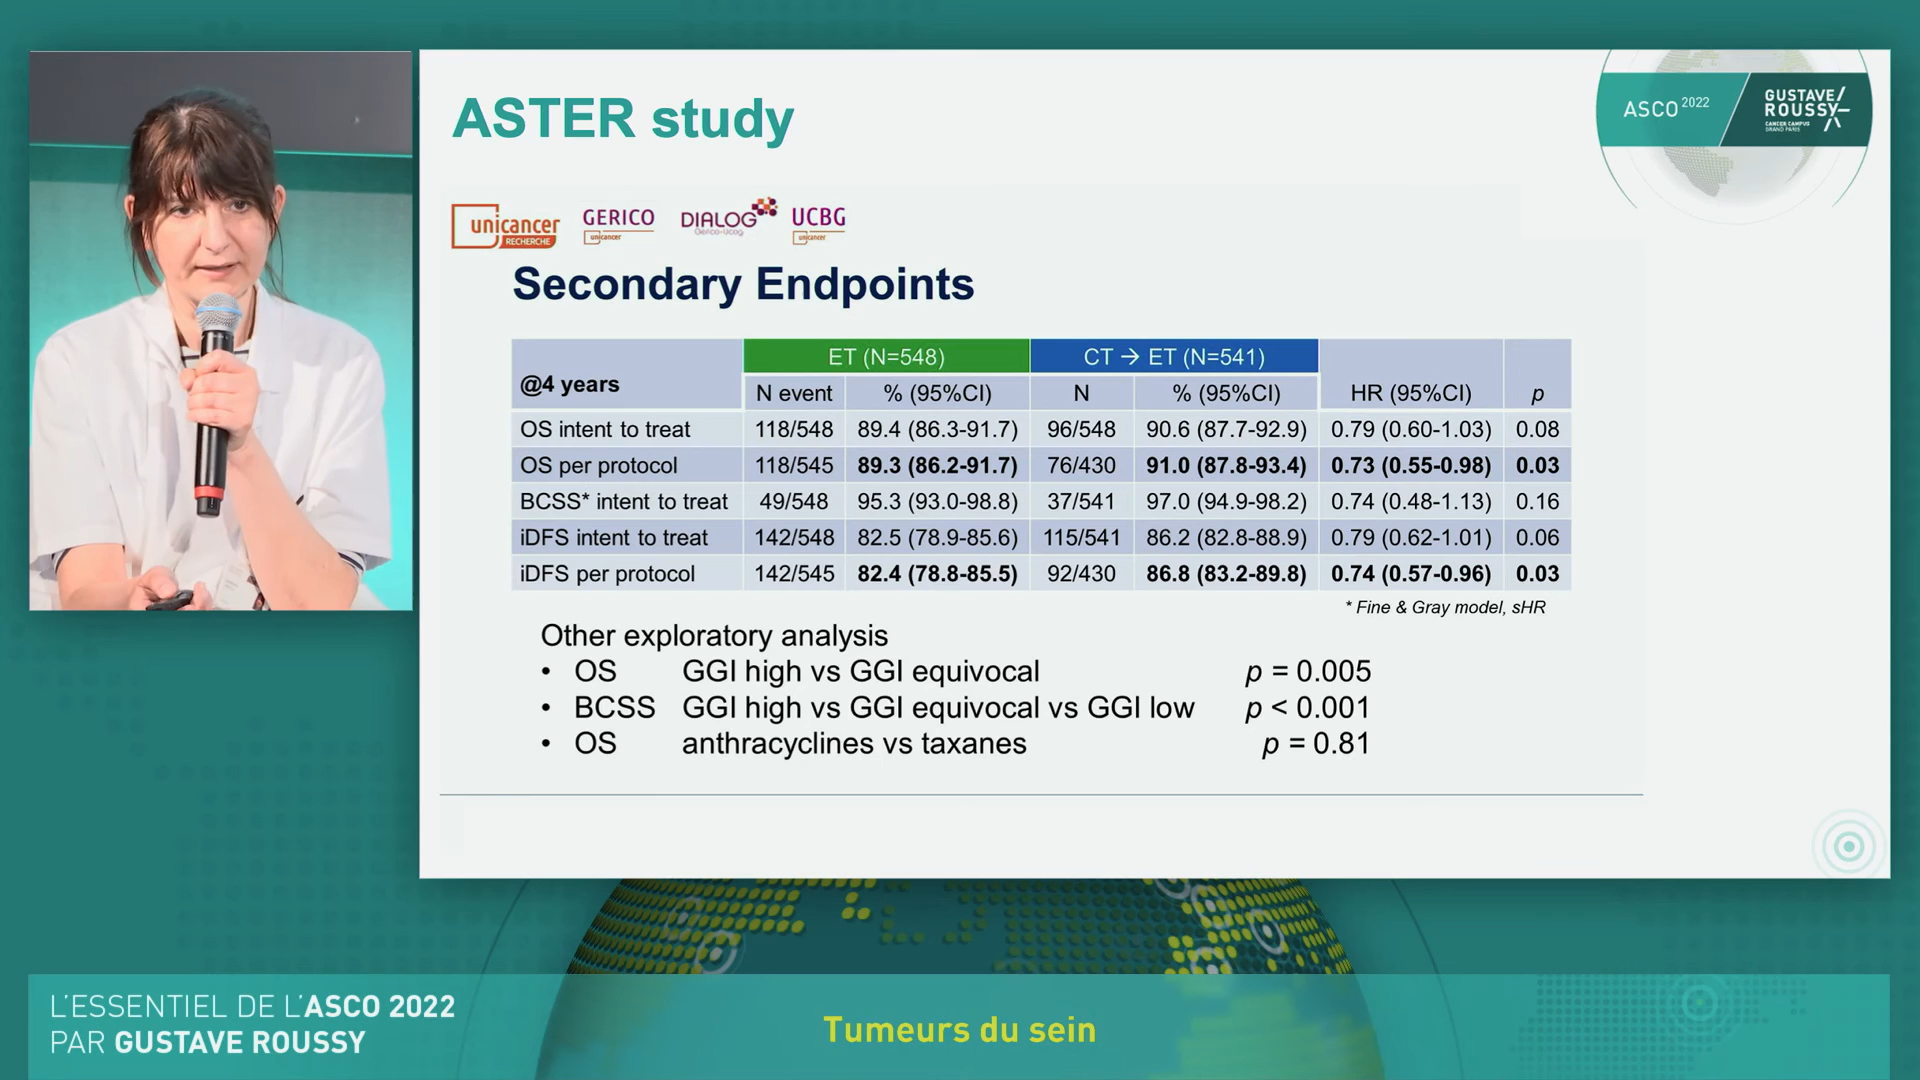 ASTER study
ASCO 2022
GUSTAVE/
ROUSSY
CANCER CAMPUS
GRAND PARIS
unicancer
RECHERCHE
GERICO
unicancer
DIALOG
Gerico-Ucbg
UCBG
unicancer
Secondary Endpoints
@4 years ET (N=548) CT → ET (N=541) HR (95%CI) p
N event % (95%CI) N % (95%CI)
OS intent to treat 118/548 89.4 (86.3-91.7) 96/548 90.6 (87.7-92.9) 0.79 (0.60-1.03) 0.08
OS per protocol 118/545 89.3 (86.2-91.7) 76/430 91.0 (87.8-93.4) 0.73 (0.55-0.98) 0.03
BCSS* intent to treat 49/548 95.3 (93.0-98.8) 37/541 97.0 (94.9-98.2) 0.74 (0.48-1.13) 0.16
iDFS intent to treat 142/548 82.5 (78.9-85.6) 115/541 86.2 (82.8-88.9) 0.79 (0.62-1.01) 0.06
iDFS per protocol 142/545 82.4 (78.8-85.5) 92/430 86.8 (83.2-89.8) 0.74 (0.57-0.96) 0.03
* Fine & Gray model, sHR
Other exploratory analysis
• OS GGI high vs GGI equivocal p = 0.005
• BCSS GGI high vs GGI equivocal vs GGI low p < 0.001
• OS anthracyclines vs taxanes p = 0.81
L'ESSENTIEL DE L'ASCO 2022
PAR GUSTAVE ROUSSY
Tumeurs du sein